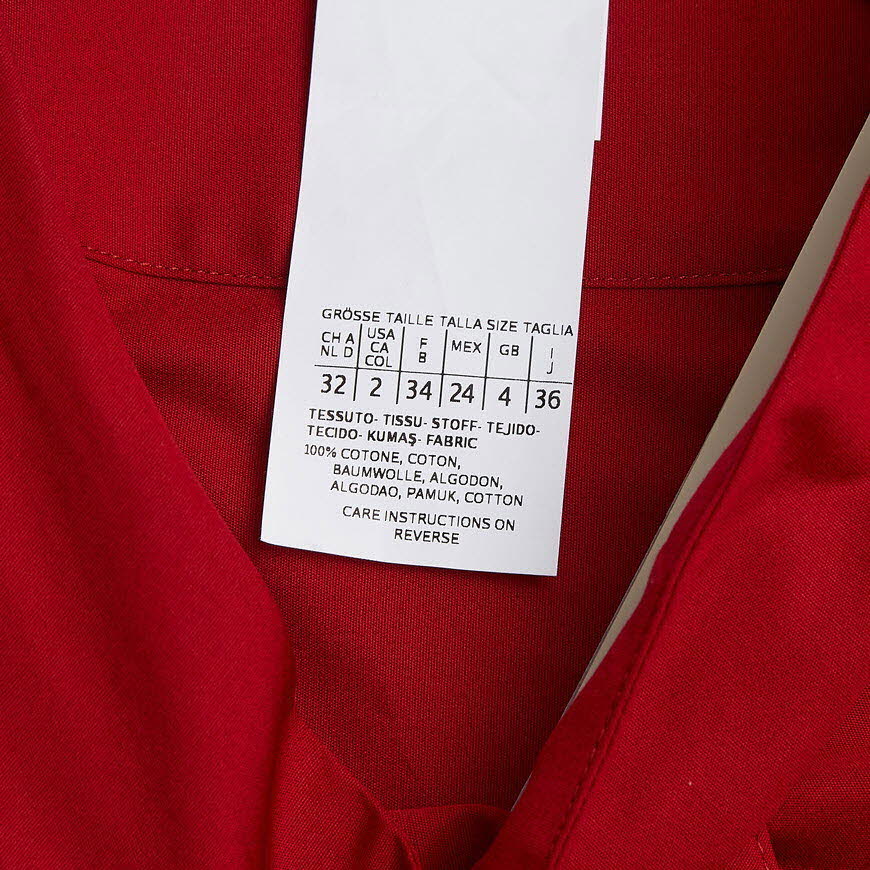 GRÖSSE TAILLE TALLA SIZE TAGLIA
CH A NL D USA CA COL F B MEX GB I J
32 2 34 24 4 36
TESSUTO- TISSU- STOFF- TEJIDO-
TECIDO- KUMAŞ- FABRIC
100% COTONE, COTON,
BAUMWOLLE, ALGODON,
ALGODAO, PAMUK, COTTON
CARE INSTRUCTIONS ON
REVERSE